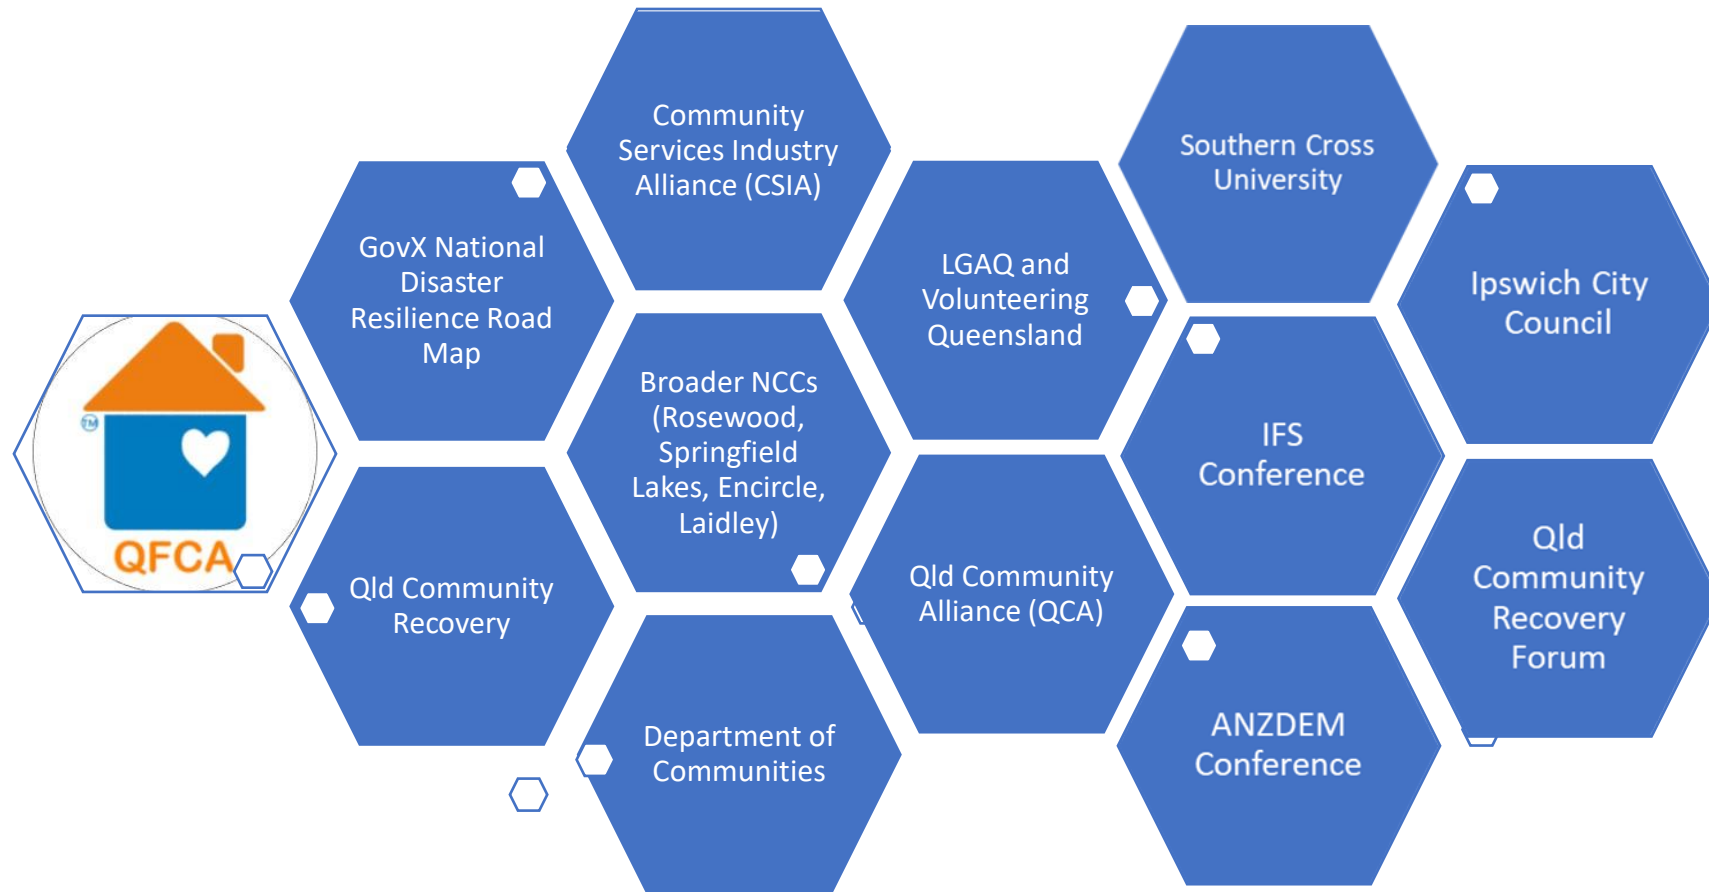 Community
Services Industry
Alliance (CSIA)
Southern Cross
University
GovX National
Disaster
Resilience Road
Map
LGAQ and
Volunteering
Queensland
Ipswich City
Council
TM
QFCA
Broader NCCs
(Rosewood,
Springfield
Lakes, Encircle,
Laidley)
IFS
Conference
Qld Community
Recovery
Qld Community
Alliance (QCA)
Qld
Community
Recovery
Forum
Department of
Communities
ANZDEM
Conference